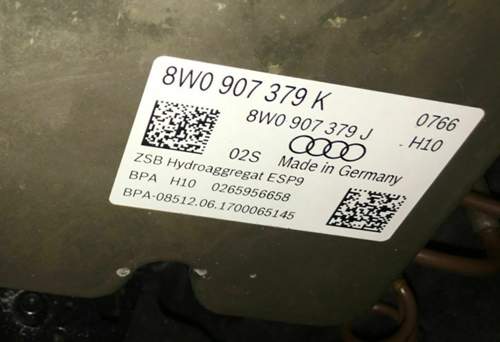 8W0 907 379 K
8W0 907 379 J
0766
H10
02S Made in Germany
ZSB Hydroaggregat ESP9
BPA H10 0265956658
BPA-08512.06.1700065145